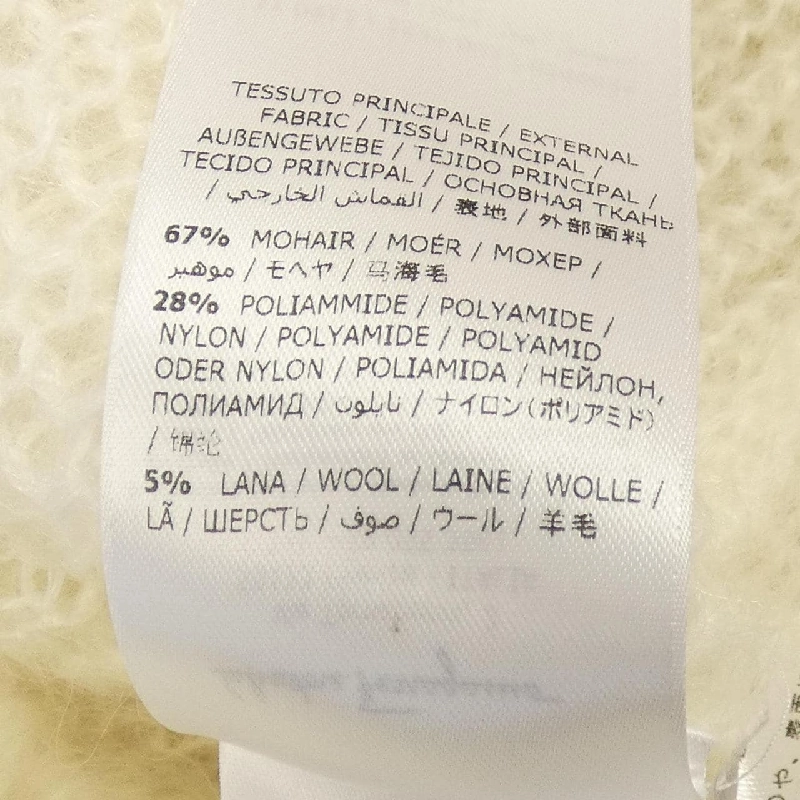 TESSUTO PRINCIPALE / EXTERNAL
FABRIC / TISSU PRINCIPAL /
AUßENGEWEBE / TEJIDO PRINCIPAL /
TECIDO PRINCIPAL / ОСНОВНАЯ ТКАНЬ
/ القماش الخارجي / 表地 / 外部面料
67% MOHAIR / MOÉR / МОХЕР /
موهير / モヘヤ / 马海毛
28% POLIAMMIDE / POLYAMIDE /
NYLON / POLYAMIDE / POLYAMID
ODER NYLON / POLIAMIDA / НЕЙЛОН,
ПОЛИАМИД / نايلون / ナイロン(ポリアミド)
/ 锦纶
5% LANA / WOOL / LAINE / WOLLE /
LÃ / ШЕРСТЬ / صوف / ウール / 羊毛